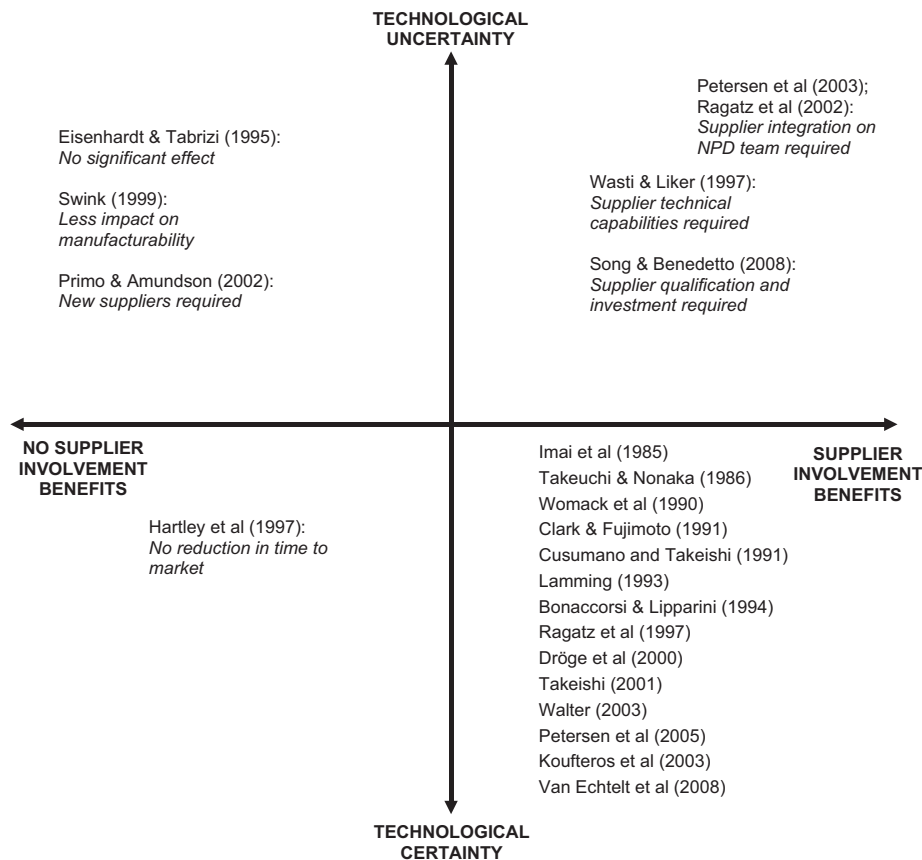 TECHNOLOGICAL
UNCERTAINTY
Eisenhardt & Tabrizi (1995):
No significant effect
Swink (1999):
Less impact on
manufacturability
Primo & Amundson (2002):
New suppliers required
Petersen et al (2003);
Ragatz et al (2002):
Supplier integration on
NPD team required
Wasti & Liker (1997):
Supplier technical
capabilities required
Song & Benedetto (2008):
Supplier qualification and
investment required
NO SUPPLIER
INVOLVEMENT
BENEFITS
SUPPLIER
INVOLVEMENT
BENEFITS
Hartley et al (1997):
No reduction in time to
market
Imai et al (1985)
Takeuchi & Nonaka (1986)
Womack et al (1990)
Clark & Fujimoto (1991)
Cusumano and Takeishi (1991)
Lamming (1993)
Bonaccorsi & Lipparini (1994)
Ragatz et al (1997)
Dröge et al (2000)
Takeishi (2001)
Walter (2003)
Petersen et al (2005)
Koufteros et al (2003)
Van Echtelt et al (2008)
TECHNOLOGICAL
CERTAINTY